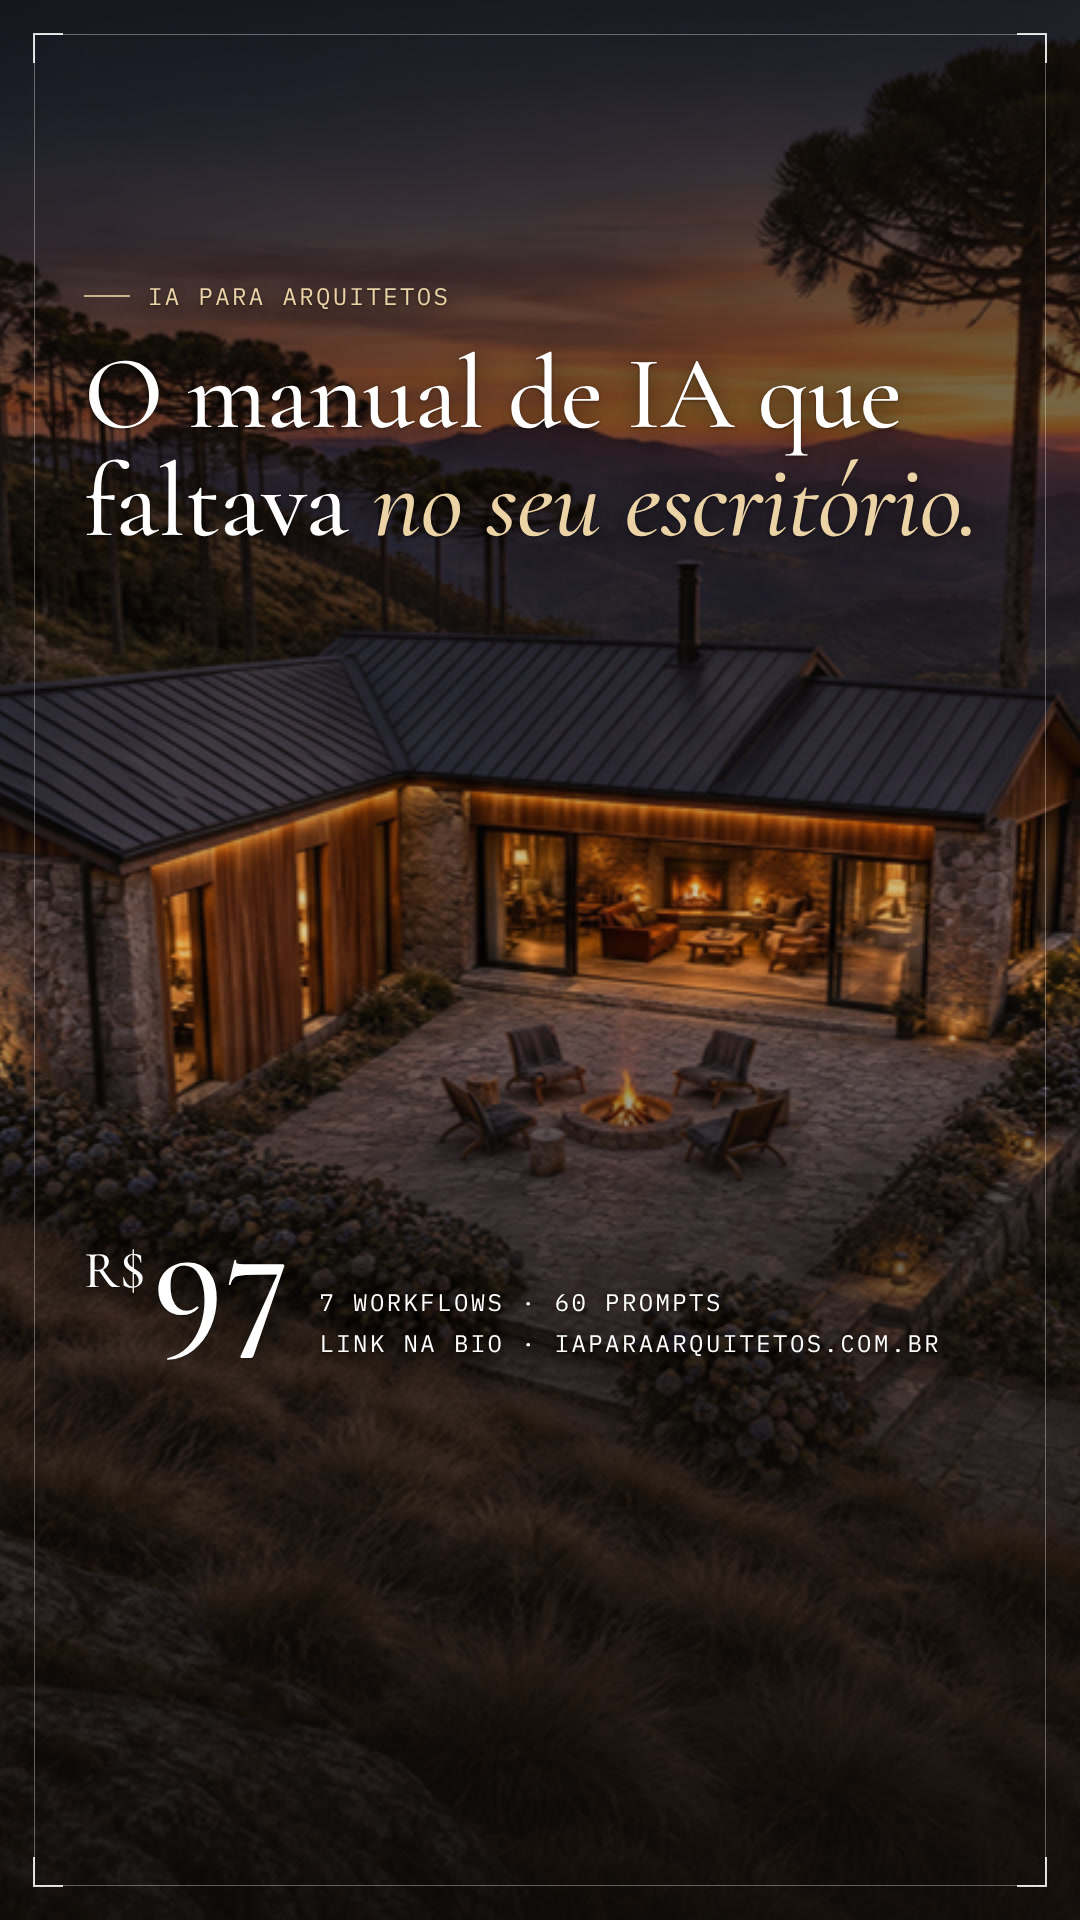 IA PARA ARQUITETOS
O manual de IA que
faltava no seu escritório.
R$ 97
7 WORKFLOWS · 60 PROMPTS
LINK NA BIO · IAPARAARQUITETOS.COM.BR